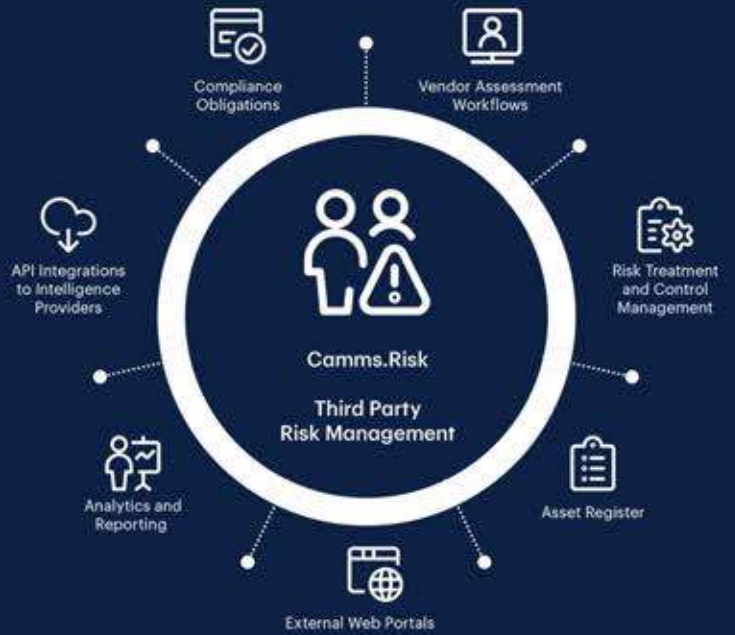 Compliance
Obligations
Vendor Assessment
Workflows
API Integrations
to Intelligence
Providers
Risk Treatment
and Control
Management
Camms.Risk
Third Party
Risk Management
Analytics and
Reporting
Asset Register
External Web Portals